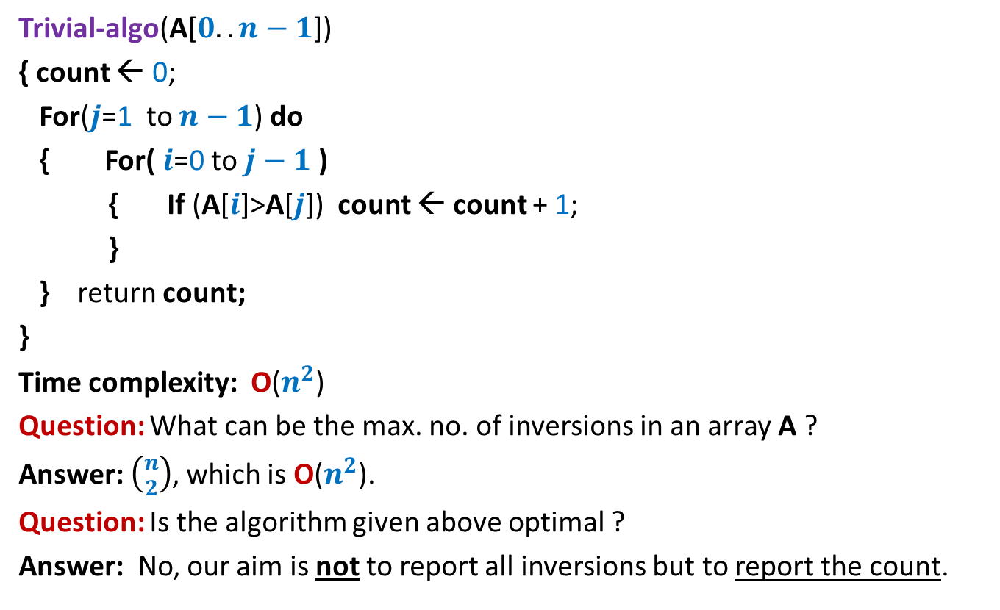 Trivial-algo(A[0..n − 1])
{ count ← 0;
For(j=1 to n − 1) do
{ For( i=0 to j − 1 )
{ If (A[i]>A[j]) count ← count + 1;
}
} return count;
}
Time complexity: O(n²)
Question: What can be the max. no. of inversions in an array A ?
Answer: (n 2), which is O(n²).
Question: Is the algorithm given above optimal ?
Answer: No, our aim is not to report all inversions but to report the count.